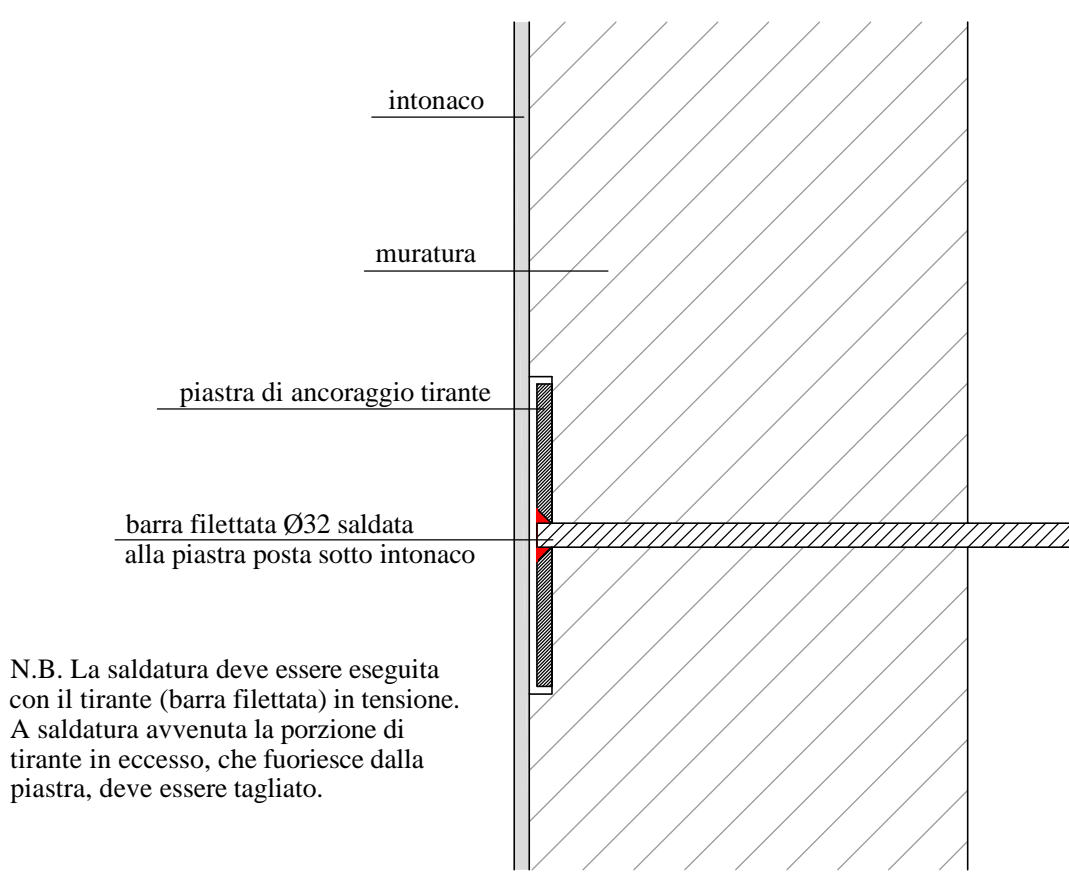 intonaco
muratura
piastra di ancoraggio tirante
barra filettata Ø32 saldata
alla piastra posta sotto intonaco
N.B. La saldatura deve essere eseguita
con il tirante (barra filettata) in tensione.
A saldatura avvenuta la porzione di
tirante in eccesso, che fuoriesce dalla
piastra, deve essere tagliato.